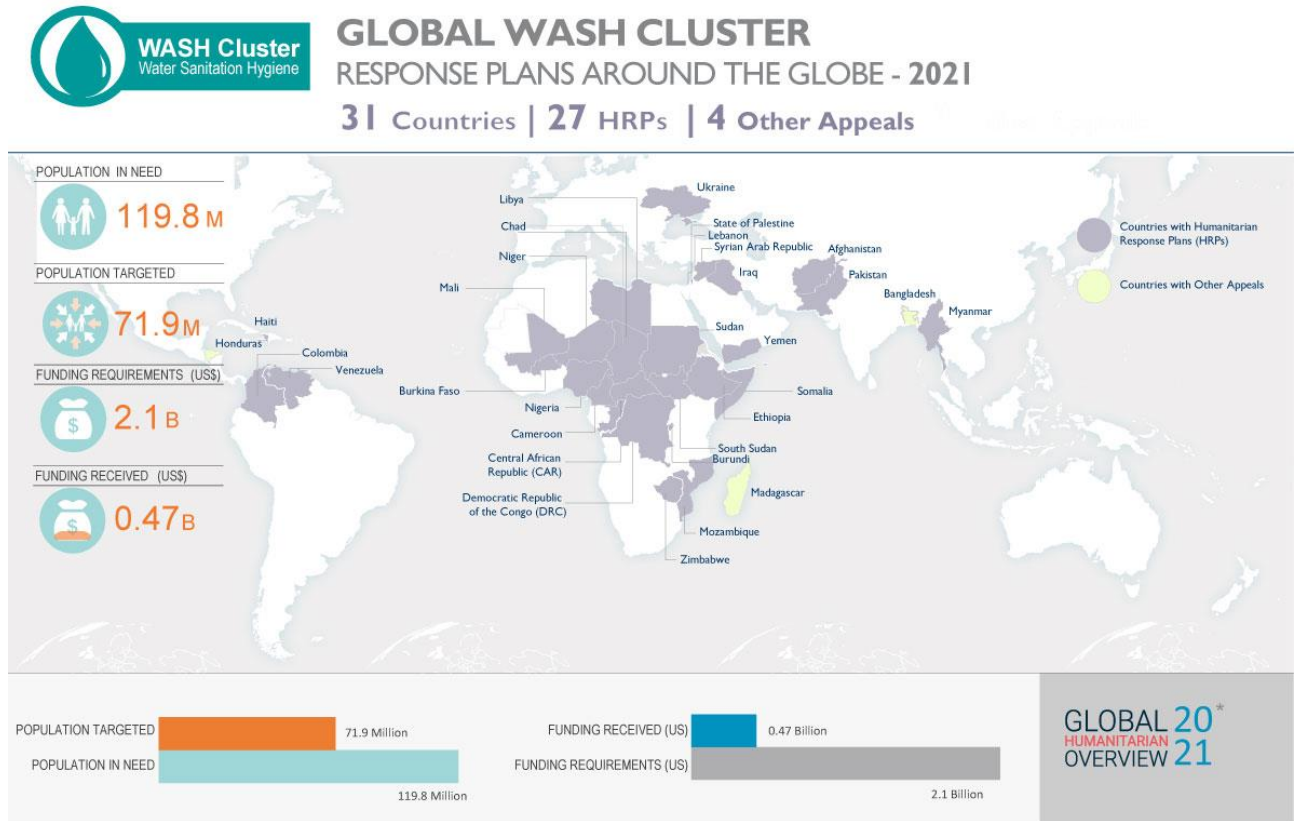 WASH Cluster
Water Sanitation Hygiene
GLOBAL WASH CLUSTER
RESPONSE PLANS AROUND THE GLOBE - 2021
31 Countries | 27 HRPs | 4 Other Appeals
POPULATION IN NEED
119.8 M
POPULATION TARGETED
71.9 M
FUNDING REQUIREMENTS (US$)
$
2.1 B
FUNDING RECEIVED (US$)
$
0.47 B
Haiti
Honduras
Colombia
Venezuela
Libya
Chad
Niger
Mali
Burkina Faso
Nigeria
Cameroon
Central African
Republic (CAR)
Democratic Republic
of the Congo (DRC)
Ukraine
State of Palestine
Lebanon
Syrian Arab Republic
Iraq
Afghanistan
Pakistan
Bangladesh
Myanmar
Sudan
Yemen
Somalia
Ethiopia
South Sudan
Burundi
Madagascar
Mozambique
Zimbabwe
Countries with Humanitarian
Response Plans (HRPs)
Countries with Other Appeals
POPULATION TARGETED
71.9 Million
POPULATION IN NEED
119.8 Million
FUNDING RECEIVED (US)
0.47 Billion
FUNDING REQUIREMENTS (US)
2.1 Billion
GLOBAL 20*
HUMANITARIAN
OVERVIEW 21